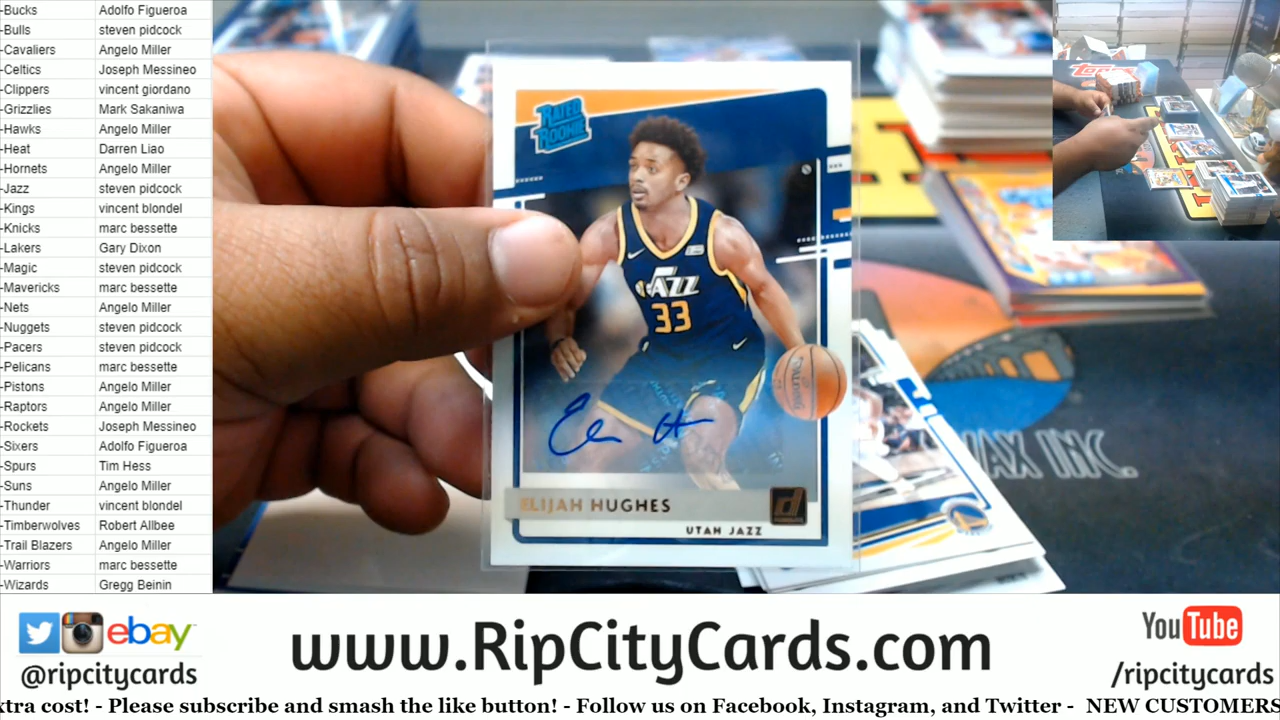 -Bucks Adolfo Figueroa
-Bulls steven pidcock
-Cavaliers Angelo Miller
-Celtics Joseph Messineo
-Clippers vincent giordano
-Grizzlies Mark Sakaniwa
-Hawks Angelo Miller
-Heat Darren Liao
-Hornets Angelo Miller
-Jazz steven pidcock
-Kings vincent blondel
-Knicks marc bessette
-Lakers Gary Dixon
-Magic steven pidcock
-Mavericks marc bessette
-Nets Angelo Miller
-Nuggets steven pidcock
-Pacers steven pidcock
-Pelicans marc bessette
-Pistons Angelo Miller
-Raptors Angelo Miller
-Rockets Joseph Messineo
-Sixers Adolfo Figueroa
-Spurs Tim Hess
-Suns Angelo Miller
-Thunder vincent blondel
-Timberwolves Robert Allbee
-Trail Blazers Angelo Miller
-Warriors marc bessette
-Wizards Gregg Beinin
RATED
ROOKIE
JAZZ
33
SPALDING
ELIJAH HUGHES
DONRUSS
UTAH JAZZ
AX INC.
ebay
@ripcitycards
www.RipCityCards.com
YouTube
/ripcitycards
xtra cost! - Please subscribe and smash the like button! - Follow us on Facebook, Instagram, and Twitter - NEW CUSTOMERS